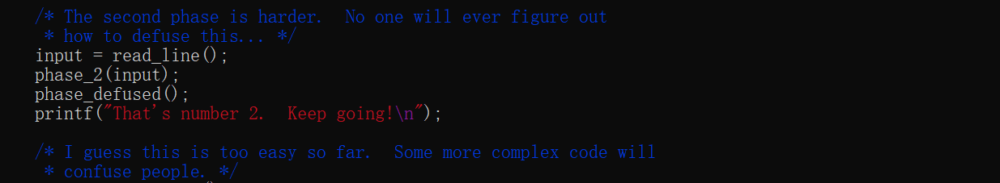 /* The second phase is harder.  No one will ever figure out
 * how to defuse this... */
input = read_line();
phase_2(input);
phase_defused();
printf("That's number 2.  Keep going!\n");
/* I guess this is too easy so far.  Some more complex code will
 * confuse people. */